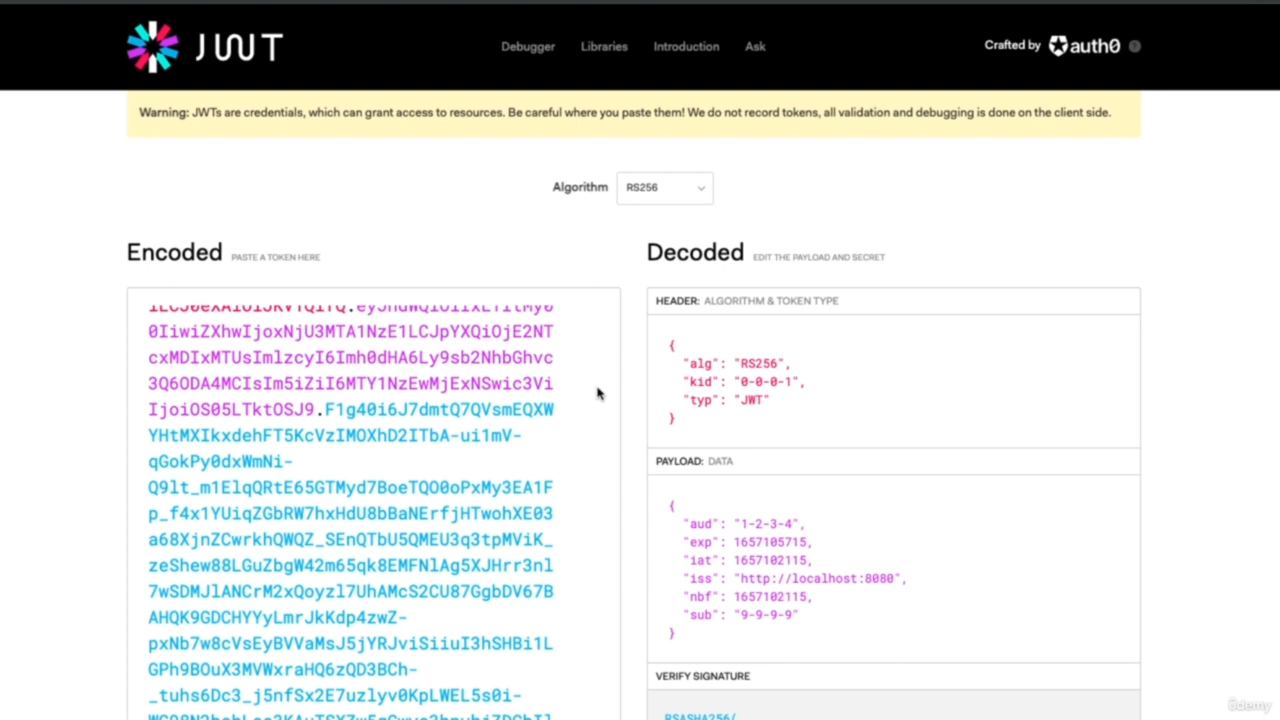 JWT
Debugger Libraries Introduction Ask
Crafted by auth0
Warning: JWTs are credentials, which can grant access to resources. Be careful where you paste them! We do not record tokens, all validation and debugging is done on the client side.
Algorithm RS256
Encoded PASTE A TOKEN HERE
0IiwiZXhwIjoxNjU3MTA1NzE1LCJpYXQiOjE2NT
cxMDIxMTUsImlzcyI6Imh0dHA6Ly9sb2NhbGhvc
3Q6ODA4MCIsIm5iZiI6MTY1NzEwMjExNSwic3Vi
IjoiOS05LTktOSJ9.F1g40i6J7dmtQ7QVsmEQXW
YHtMXIkxdehFT5KcVzIMOXhD2ITbA-ui1mV-
qGokPy0dxWmNi-
Q9lt_m1ElqQRtE65GTMyd7BoeTQO0oPxMy3EA1F
p_f4x1YUiqZGbRW7hxHdU8bBaNErfjHTwohXE03
a68XjnZCwrkhQWQZ_SEnQTbU5QMEU3q3tpMViK_
zeShew88LGuZbgW42m65qk8EMFNlAg5XJHrr3nl
7wSDMJlANCrM2xQoyzl7UhAMcS2CU87GgbDV67B
AHQK9GDCHYYyLmrJkKdp4zwZ-
pxNb7w8cVsEyBVVaMsJ5jYRJviSiiuI3hSHBi1L
GPh9BOuX3MVWxraHQ6zQD3BCh-
_tuhs6Dc3_j5nfSx2E7uzlyv0KpLWEL5s0i-
Decoded EDIT THE PAYLOAD AND SECRET
HEADER: ALGORITHM & TOKEN TYPE
{
"alg": "RS256",
"kid": "0-0-0-1",
"typ": "JWT"
}
PAYLOAD: DATA
{
"aud": "1-2-3-4",
"exp": 1657105715,
"iat": 1657102115,
"iss": "http://localhost:8080",
"nbf": 1657102115,
"sub": "9-9-9-9"
}
VERIFY SIGNATURE
RSASHA256(
ûdemy